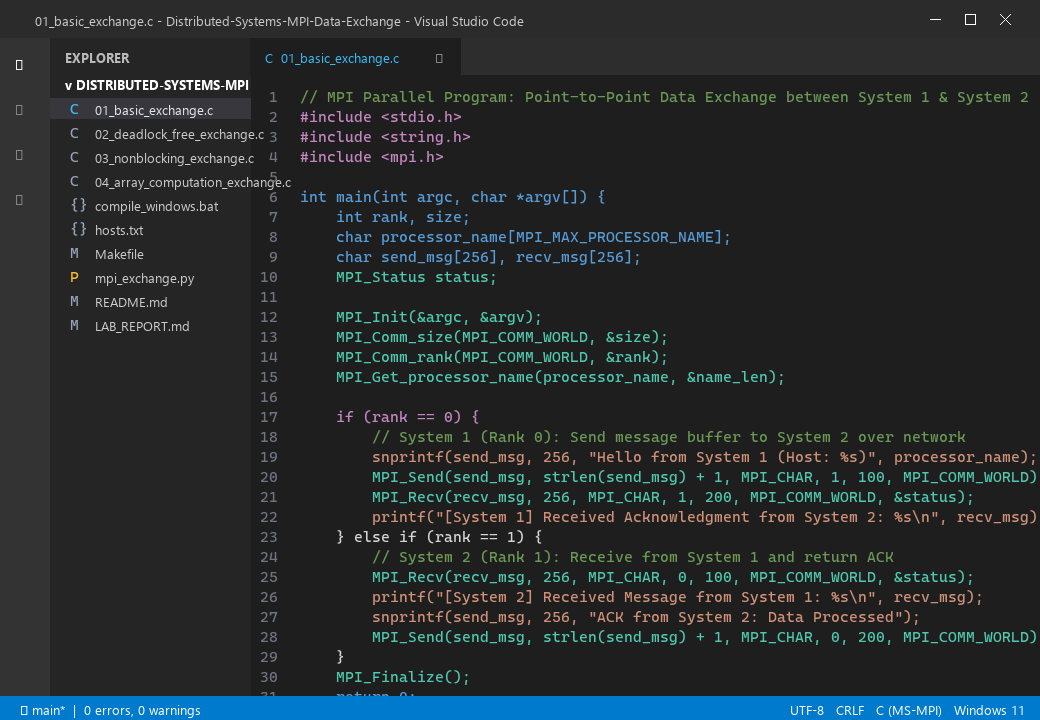 01_basic_exchange.c - Distributed-Systems-MPI-Data-Exchange - Visual Studio Code
EXPLORER
v DISTRIBUTED-SYSTEMS-MPI
C 01_basic_exchange.c
C 02_deadlock_free_exchange.c
C 03_nonblocking_exchange.c
C 04_array_computation_exchange.c
{} compile_windows.bat
{} hosts.txt
M Makefile
P mpi_exchange.py
M README.md
M LAB_REPORT.md
C 01_basic_exchange.c
1 // MPI Parallel Program: Point-to-Point Data Exchange between System 1 & System 2
2 #include <stdio.h>
3 #include <string.h>
4 #include <mpi.h>
5
6 int main(int argc, char *argv[]) {
7     int rank, size;
8     char processor_name[MPI_MAX_PROCESSOR_NAME];
9     char send_msg[256], recv_msg[256];
10     MPI_Status status;
11
12     MPI_Init(&argc, &argv);
13     MPI_Comm_size(MPI_COMM_WORLD, &size);
14     MPI_Comm_rank(MPI_COMM_WORLD, &rank);
15     MPI_Get_processor_name(processor_name, &name_len);
16
17     if (rank == 0) {
18         // System 1 (Rank 0): Send message buffer to System 2 over network
19         snprintf(send_msg, 256, "Hello from System 1 (Host: %s)", processor_name);
20         MPI_Send(send_msg, strlen(send_msg) + 1, MPI_CHAR, 1, 100, MPI_COMM_WORLD)
21         MPI_Recv(recv_msg, 256, MPI_CHAR, 1, 200, MPI_COMM_WORLD, &status);
22         printf("[System 1] Received Acknowledgment from System 2: %s\n", recv_msg)
23     } else if (rank == 1) {
24         // System 2 (Rank 1): Receive from System 1 and return ACK
25         MPI_Recv(recv_msg, 256, MPI_CHAR, 0, 100, MPI_COMM_WORLD, &status);
26         printf("[System 2] Received Message from System 1: %s\n", recv_msg);
27         snprintf(send_msg, 256, "ACK from System 2: Data Processed");
28         MPI_Send(send_msg, strlen(send_msg) + 1, MPI_CHAR, 0, 200, MPI_COMM_WORLD)
29     }
30     MPI_Finalize();
31     return 0;
main* | 0 errors, 0 warnings
UTF-8 CRLF C (MS-MPI) Windows 11